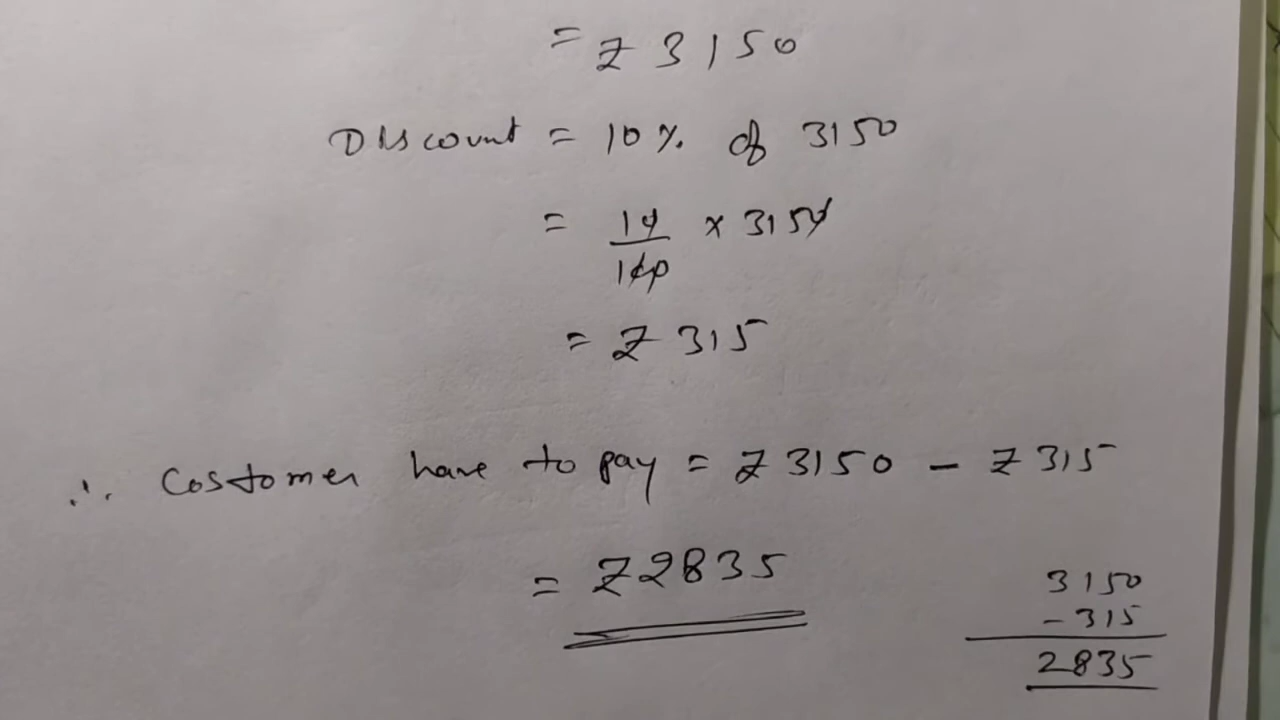 = ₹ 3150
Discount = 10% of 3150
= 10/100 × 3150
= ₹ 315
∴ Costomer have to pay = ₹ 3150 - ₹ 315
= ₹2835
3150
-315
2835